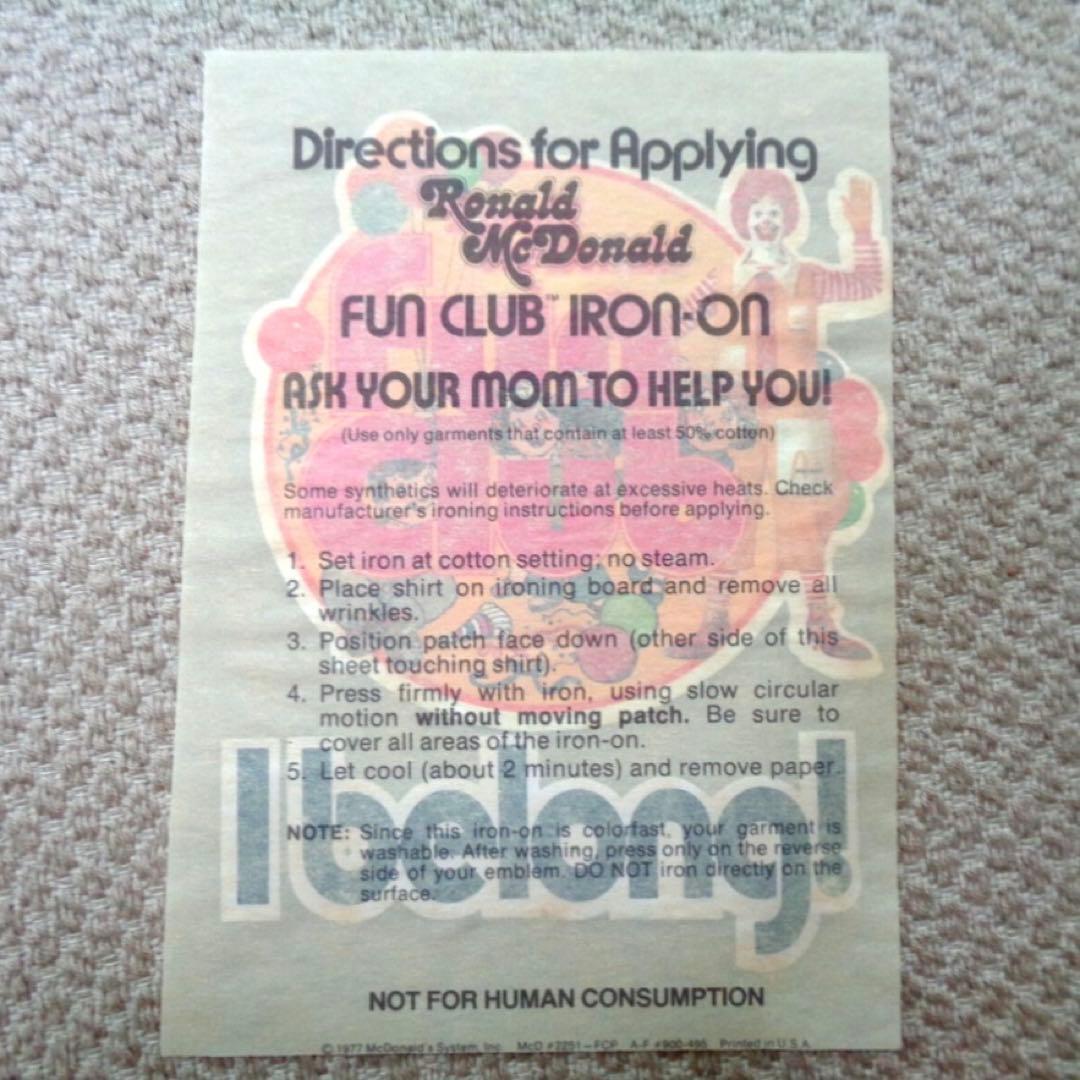 Directions for Applying
Ronald
McDonald
FUN CLUB™ IRON-ON
ASK YOUR MOM TO HELP YOU!
(Use only garments that contain at least 50% cotton)
Some synthetics will deteriorate at excessive heats. Check
manufacturer's ironing instructions before applying.
1. Set iron at cotton setting; no steam.
2. Place shirt on ironing board and remove all
wrinkles.
3. Position patch face down (other side of this
sheet touching shirt).
4. Press firmly with iron, using slow circular
motion without moving patch. Be sure to
cover all areas of the iron-on.
5. Let cool (about 2 minutes) and remove paper.
NOTE: Since this iron-on is colorfast, your garment is
washable. After washing, press only on the reverse
side of your emblem. DO NOT iron directly on the
surface.
fun
club
I belong!
NOT FOR HUMAN CONSUMPTION
© 1977 McDonald's System, Inc. McD #2251-FCP A-F #900-495 Printed in U.S.A.